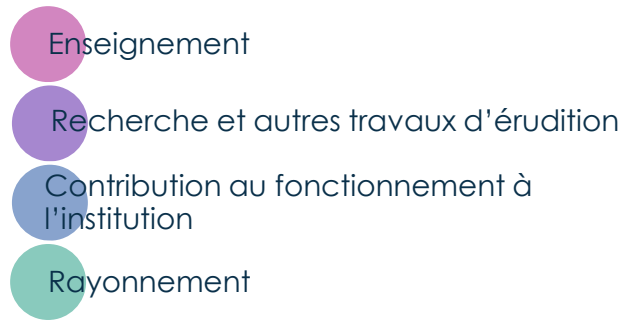 Enseignement
Recherche et autres travaux d’érudition
Contribution au fonctionnement à
l’institution
Rayonnement